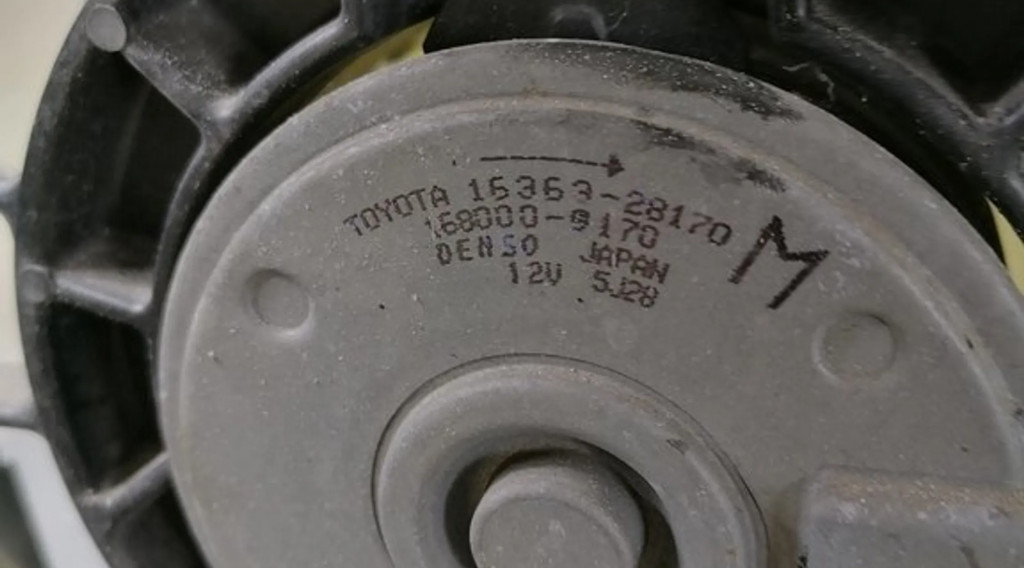 TOYOTA 16363-28170
168000-9170
DENSO JAPAN
12V 5J28
M